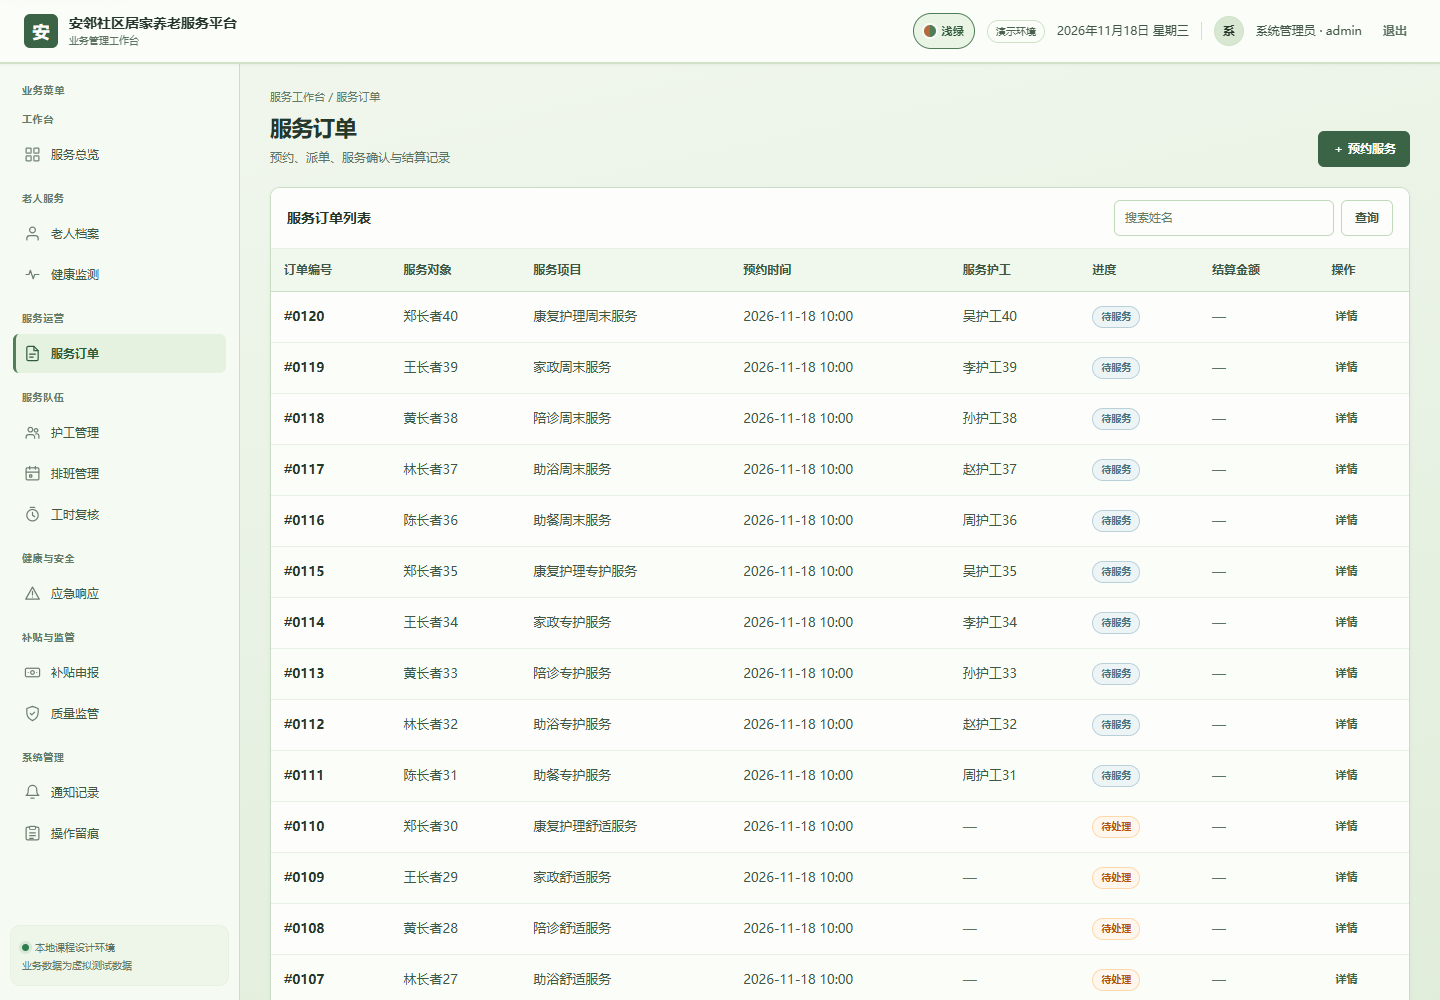 安
安邻社区居家养老服务平台
业务管理工作台
浅绿
演示环境
2026年11月18日 星期三
系
系统管理员 · admin
退出
业务菜单
工作台
服务总览
老人服务
老人档案
健康监测
服务运营
服务订单
服务队伍
护工管理
排班管理
工时复核
健康与安全
应急响应
补贴与监管
补贴申报
质量监管
系统管理
通知记录
操作留痕
本地课程设计环境
业务数据为虚拟测试数据
服务工作台 / 服务订单
服务订单
预约、派单、服务确认与结算记录
+ 预约服务
服务订单列表
搜索姓名
查询
订单编号 服务对象 服务项目 预约时间 服务护工 进度 结算金额 操作
#0120 郑长者40 康复护理周末服务 2026-11-18 10:00 吴护工40 待服务 — 详情
#0119 王长者39 家政周末服务 2026-11-18 10:00 李护工39 待服务 — 详情
#0118 黄长者38 陪诊周末服务 2026-11-18 10:00 孙护工38 待服务 — 详情
#0117 林长者37 助浴周末服务 2026-11-18 10:00 赵护工37 待服务 — 详情
#0116 陈长者36 助餐周末服务 2026-11-18 10:00 周护工36 待服务 — 详情
#0115 郑长者35 康复护理专护服务 2026-11-18 10:00 吴护工35 待服务 — 详情
#0114 王长者34 家政专护服务 2026-11-18 10:00 李护工34 待服务 — 详情
#0113 黄长者33 陪诊专护服务 2026-11-18 10:00 孙护工33 待服务 — 详情
#0112 林长者32 助浴专护服务 2026-11-18 10:00 赵护工32 待服务 — 详情
#0111 陈长者31 助餐专护服务 2026-11-18 10:00 周护工31 待服务 — 详情
#0110 郑长者30 康复护理舒适服务 2026-11-18 10:00 — 待处理 — 详情
#0109 王长者29 家政舒适服务 2026-11-18 10:00 — 待处理 — 详情
#0108 黄长者28 陪诊舒适服务 2026-11-18 10:00 — 待处理 — 详情
#0107 林长者27 助浴舒适服务 2026-11-18 10:00 — 待处理 — 详情